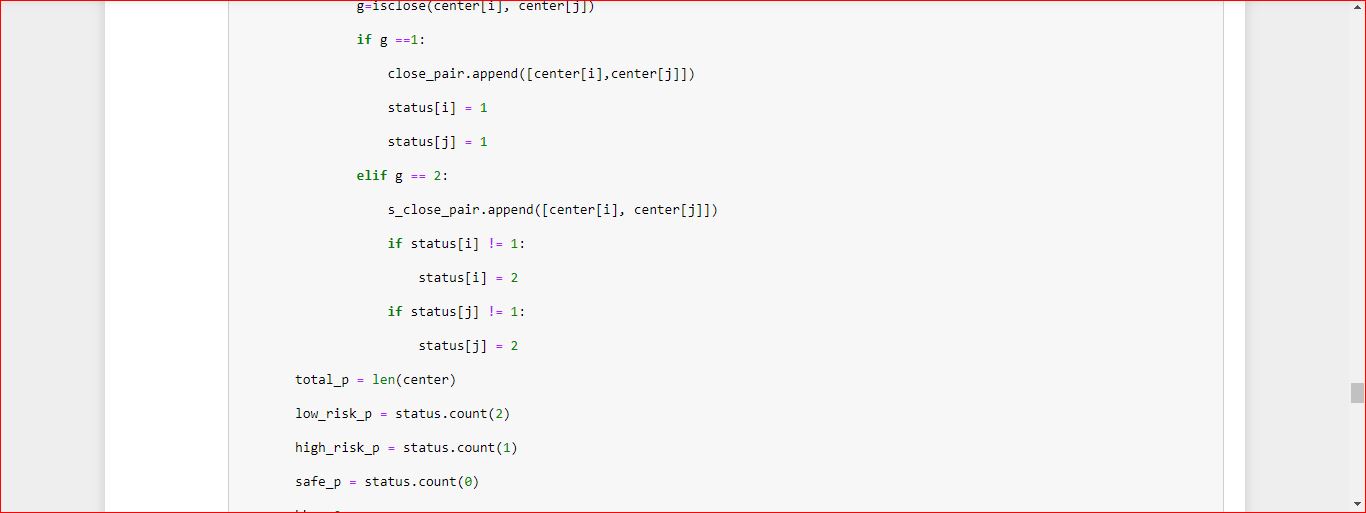 g=isclose(center[i], center[j])
if g ==1:
close_pair.append([center[i],center[j]])
status[i] = 1
status[j] = 1
elif g == 2:
s_close_pair.append([center[i], center[j]])
if status[i] != 1:
status[i] = 2
if status[j] != 1:
status[j] = 2
total_p = len(center)
low_risk_p = status.count(2)
high_risk_p = status.count(1)
safe_p = status.count(0)